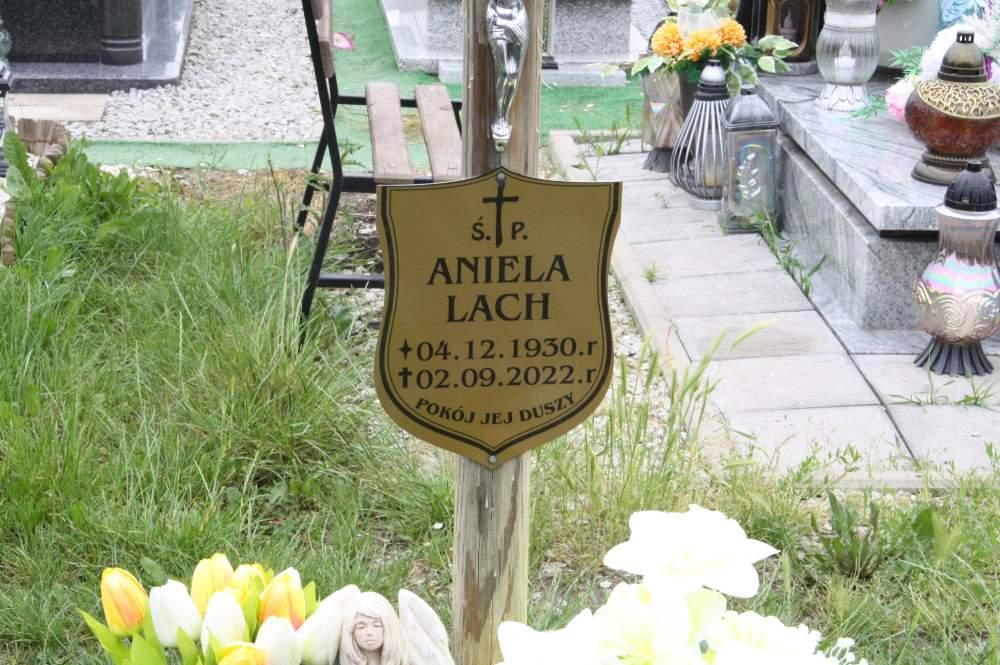 Ś. P.
ANIELA
LACH
04.12.1930.r
02.09.2022.r
POKÓJ JEJ DUSZY